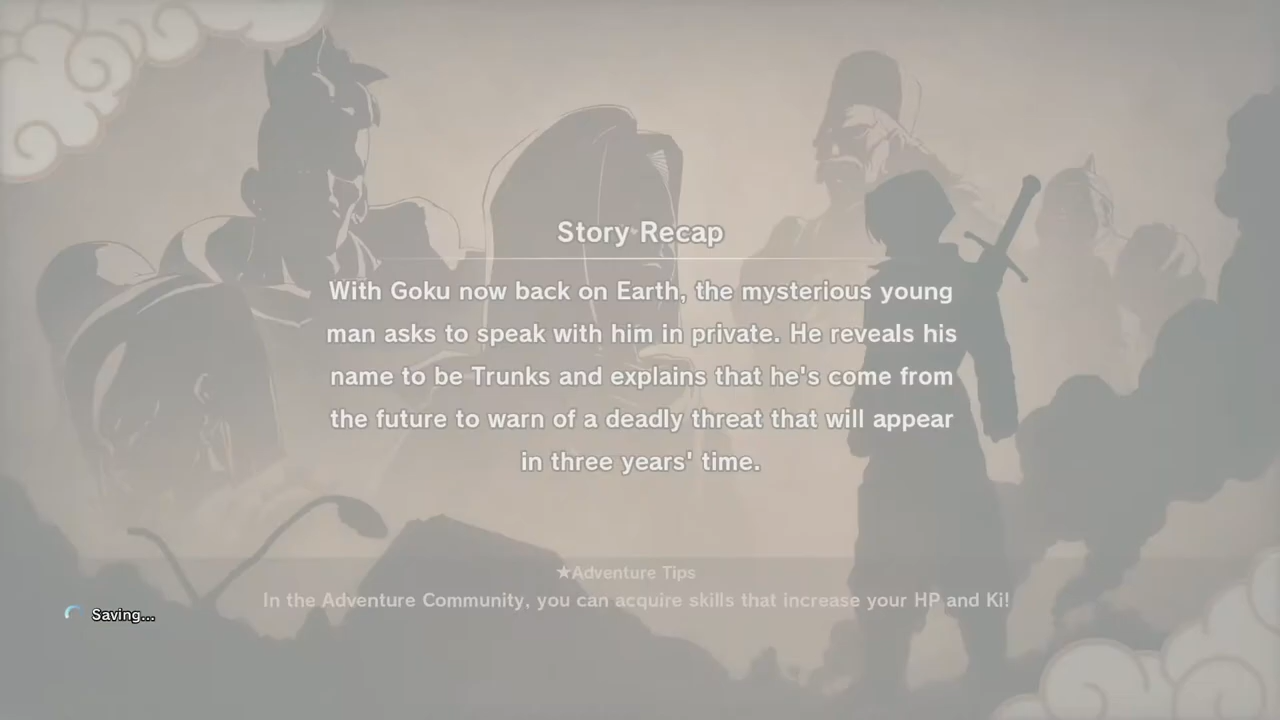 Story Recap
With Goku now back on Earth, the mysterious young
man asks to speak with him in private. He reveals his
name to be Trunks and explains that he's come from
the future to warn of a deadly threat that will appear
in three years' time.
★Adventure Tips
In the Adventure Community, you can acquire skills that increase your HP and Ki!
Saving...